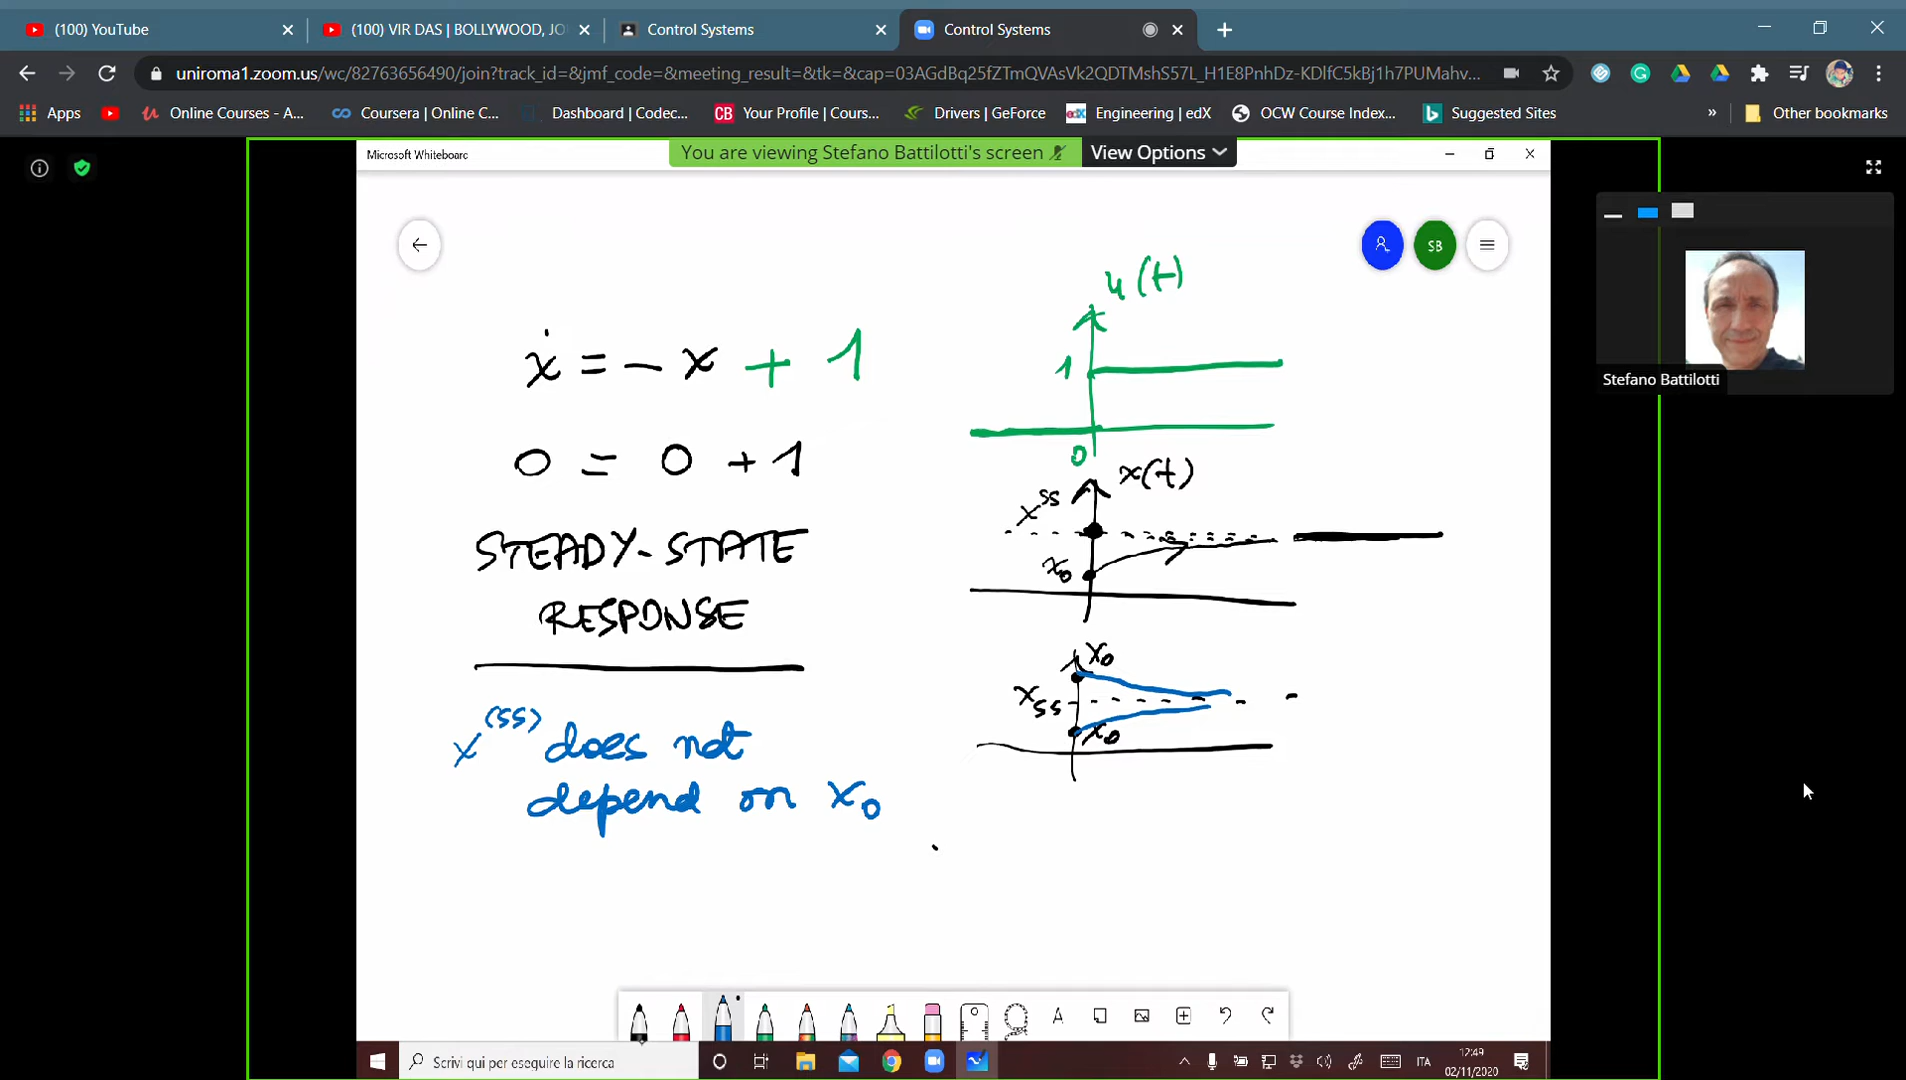 (100) YouTube
(100) VIR DAS | BOLLYWOOD, JO
Control Systems
Control Systems
uniroma1.zoom.us/wc/82763656490/join?track_id=&jmf_code=&meeting_result=&tk=&cap=03AGdBq25fZTmQVAsVk2QDTMshS57L_H1E8PnhDz-KDlfC5kBj1h7PUMahv...
Apps
Online Courses - A...
Coursera | Online C...
Dashboard | Codec...
CB Your Profile | Cours...
Drivers | GeForce
edX Engineering | edX
OCW Course Index...
Suggested Sites
»
Other bookmarks
Microsoft Whiteboard
You are viewing Stefano Battilotti's screen
View Options
SB
Stefano Battilotti
u(t)
1
0
ẋ = - x + 1
0 = 0 + 1
STEADY-STATE
RESPONSE
x(t)
x^ss
x₀
x₀
x_ss
x₀
x^(ss) does not
depend on x₀
Scrivi qui per eseguire la ricerca
ITA
12:49
02/11/2020